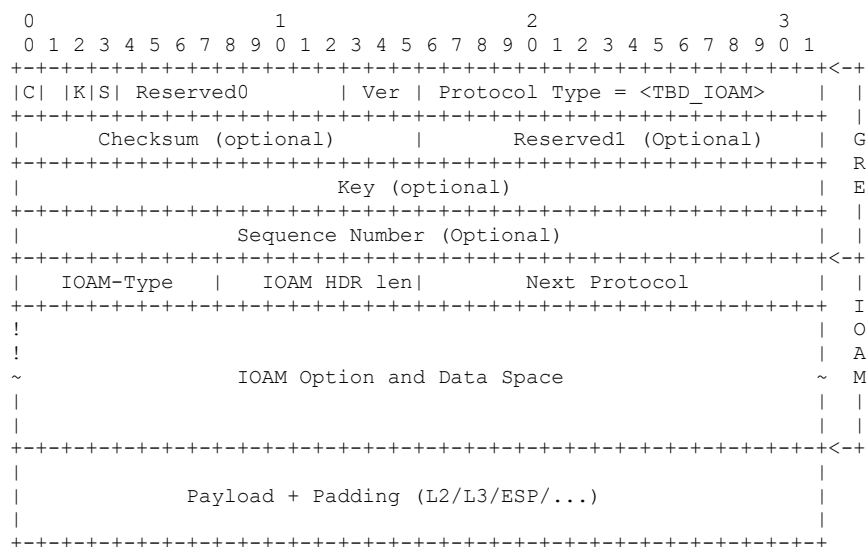 0                   1                   2                   3
 0 1 2 3 4 5 6 7 8 9 0 1 2 3 4 5 6 7 8 9 0 1 2 3 4 5 6 7 8 9 0 1
+-+-+-+-+-+-+-+-+-+-+-+-+-+-+-+-+-+-+-+-+-+-+-+-+-+-+-+-+-+-+-+-+<-+
|C| |K|S| Reserved0       | Ver | Protocol Type = <TBD_IOAM>    |  |
+-+-+-+-+-+-+-+-+-+-+-+-+-+-+-+-+-+-+-+-+-+-+-+-+-+-+-+-+-+-+-+-+  |
|      Checksum (optional)      |       Reserved1 (Optional)    |  G
+-+-+-+-+-+-+-+-+-+-+-+-+-+-+-+-+-+-+-+-+-+-+-+-+-+-+-+-+-+-+-+-+  R
|                         Key (optional)                        |  E
+-+-+-+-+-+-+-+-+-+-+-+-+-+-+-+-+-+-+-+-+-+-+-+-+-+-+-+-+-+-+-+-+  |
|                 Sequence Number (Optional)                    |  |
+-+-+-+-+-+-+-+-+-+-+-+-+-+-+-+-+-+-+-+-+-+-+-+-+-+-+-+-+-+-+-+-+<-+
|   IOAM-Type   |   IOAM HDR len|        Next Protocol          |  |
+-+-+-+-+-+-+-+-+-+-+-+-+-+-+-+-+-+-+-+-+-+-+-+-+-+-+-+-+-+-+-+-+  I
!                                                               |  O
!                                                               |  A
~                 IOAM Option and Data Space                    ~  M
|                                                               |  |
|                                                               |  |
+-+-+-+-+-+-+-+-+-+-+-+-+-+-+-+-+-+-+-+-+-+-+-+-+-+-+-+-+-+-+-+-+<-+
|                                                               |
|             Payload + Padding (L2/L3/ESP/...)                 |
|                                                               |
+-+-+-+-+-+-+-+-+-+-+-+-+-+-+-+-+-+-+-+-+-+-+-+-+-+-+-+-+-+-+-+-+